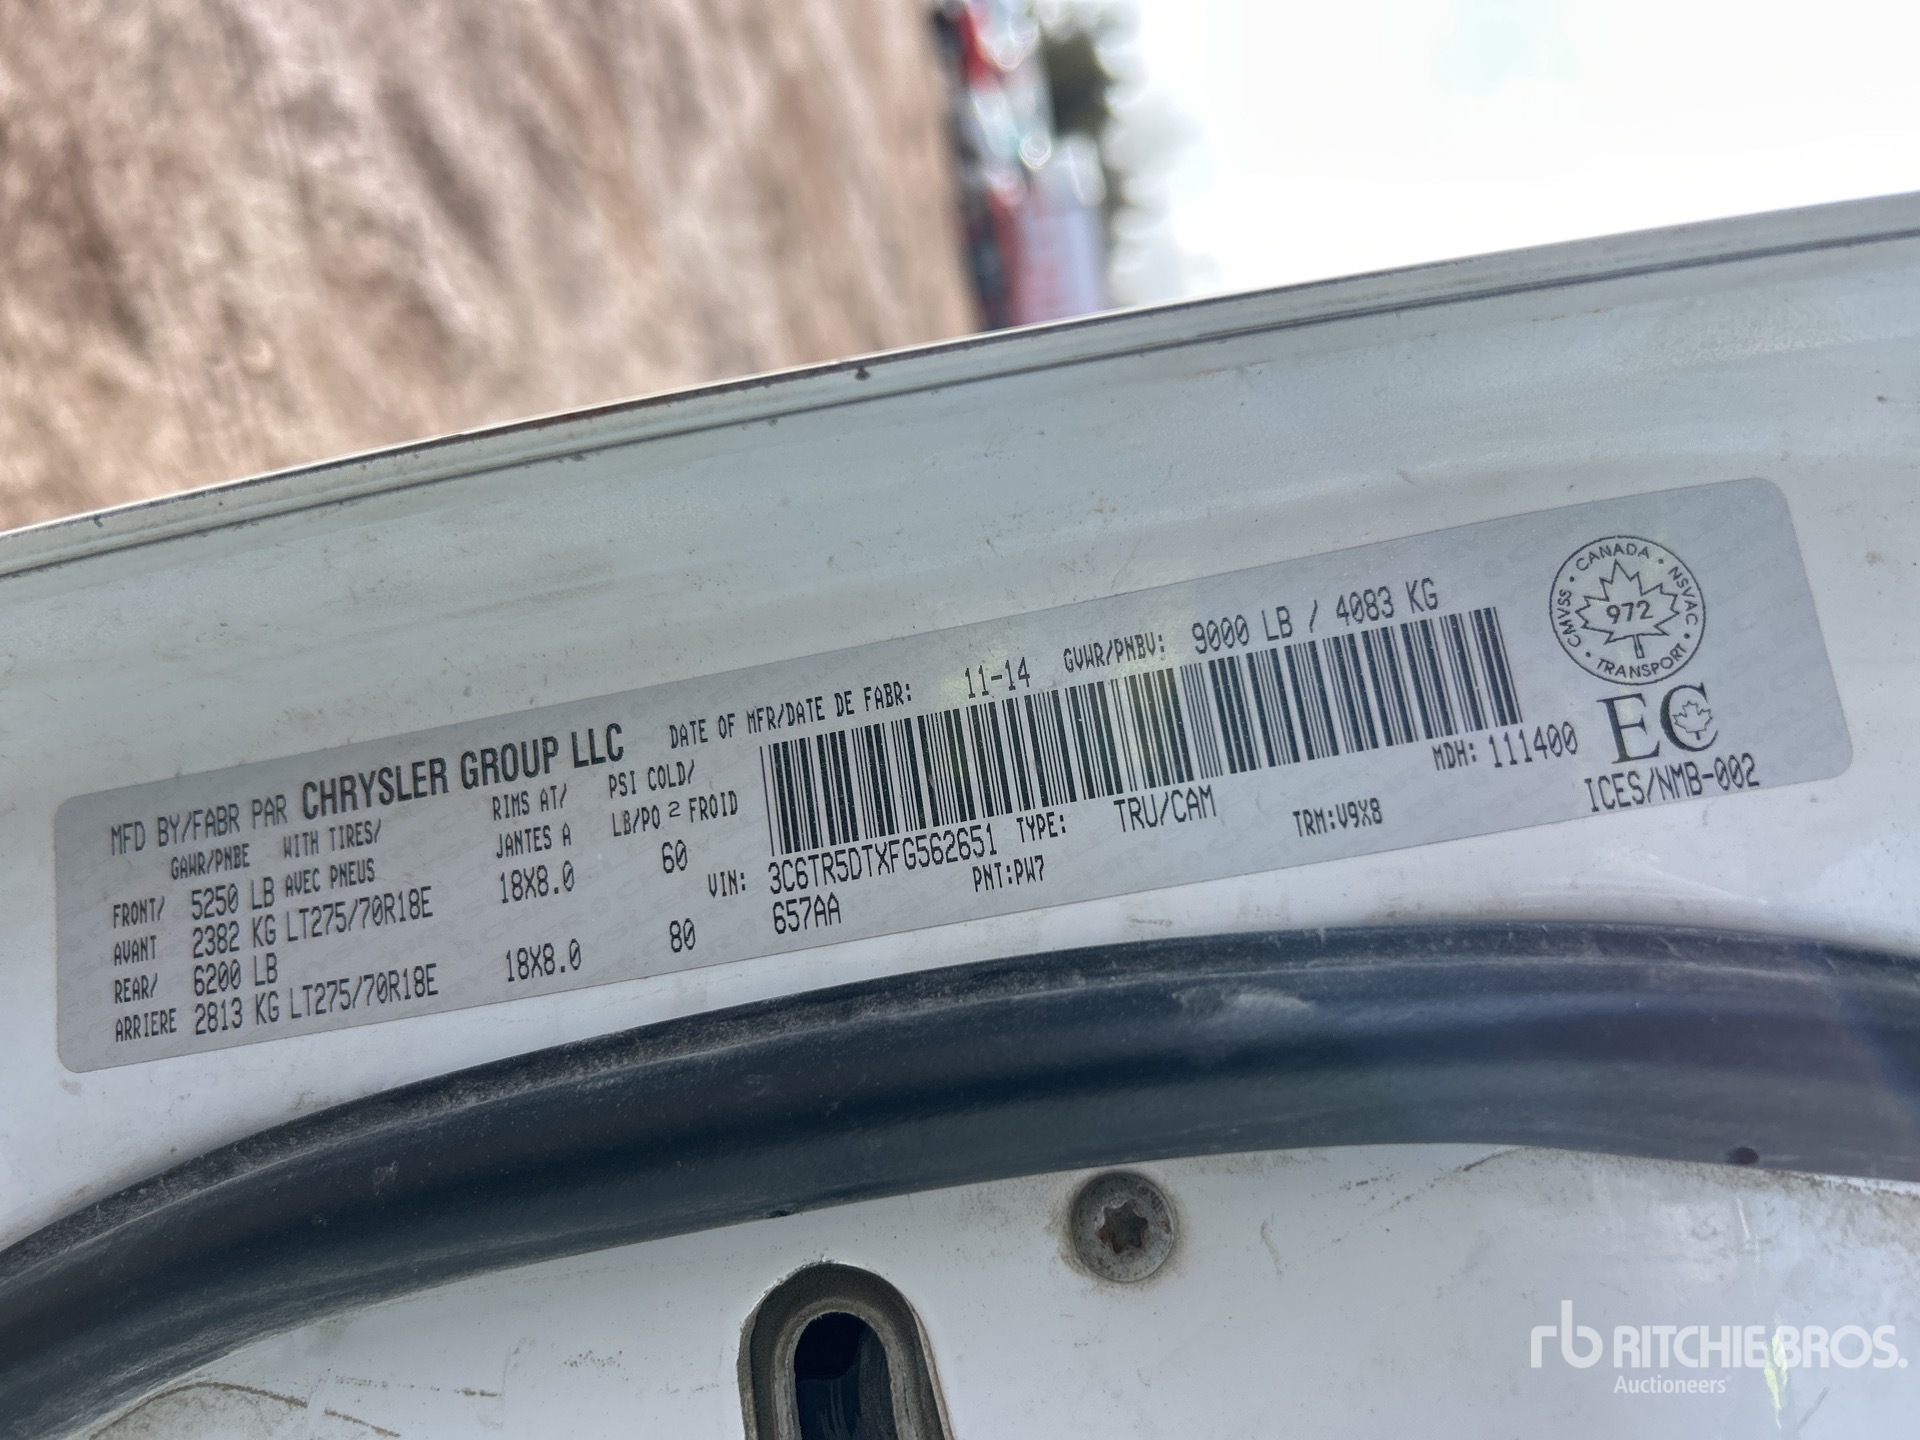 MFD BY/FABR PAR CHRYSLER GROUP LLC DATE OF MFR/DATE DE FABR: 11-14 GVWR/PNBV: 9000 LB / 4083 KG
GAWR/PNBE WITH TIRES/ RIMS AT/ PSI COLD/
AVEC PNEUS JANTES A LB/PO 2 FROID
FRONT/ 5250 LB 60
AVANT 2382 KG LT275/70R18E 18X8.0
REAR/ 6200 LB 80
ARRIERE 2813 KG LT275/70R18E 18X8.0
VIN: 3C6TR5DTXFG562651 TYPE: TRU/CAM MDH: 111400
657AA PNT:PW7 TRM:V9X8
CANADA
CMVSS 972 NSVAC
TRANSPORT
EC
ICES/NMB-002
rb RITCHIE BROS.
Auctioneers